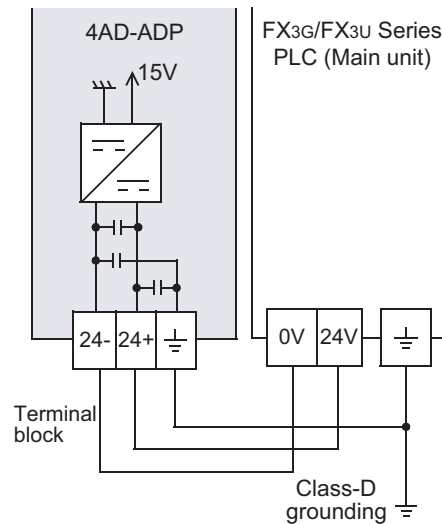 4AD-ADP
FX3G/FX3U Series
PLC (Main unit)
15V
24-
24+
0V
24V
Terminal
block
Class-D
grounding